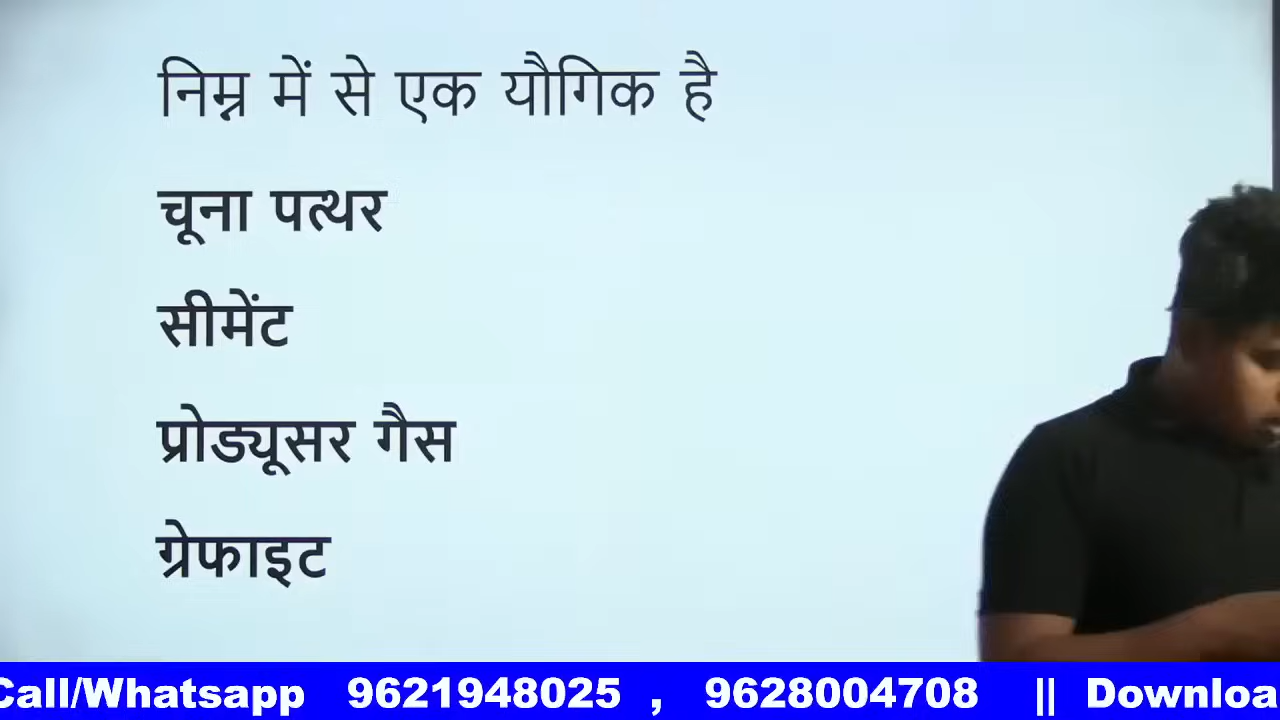 निम्न में से एक यौगिक है
चूना पत्थर
सीमेंट
प्रोड्यूसर गैस
ग्रेफाइट
Call/Whatsapp 9621948025 , 9628004708 || Downloa